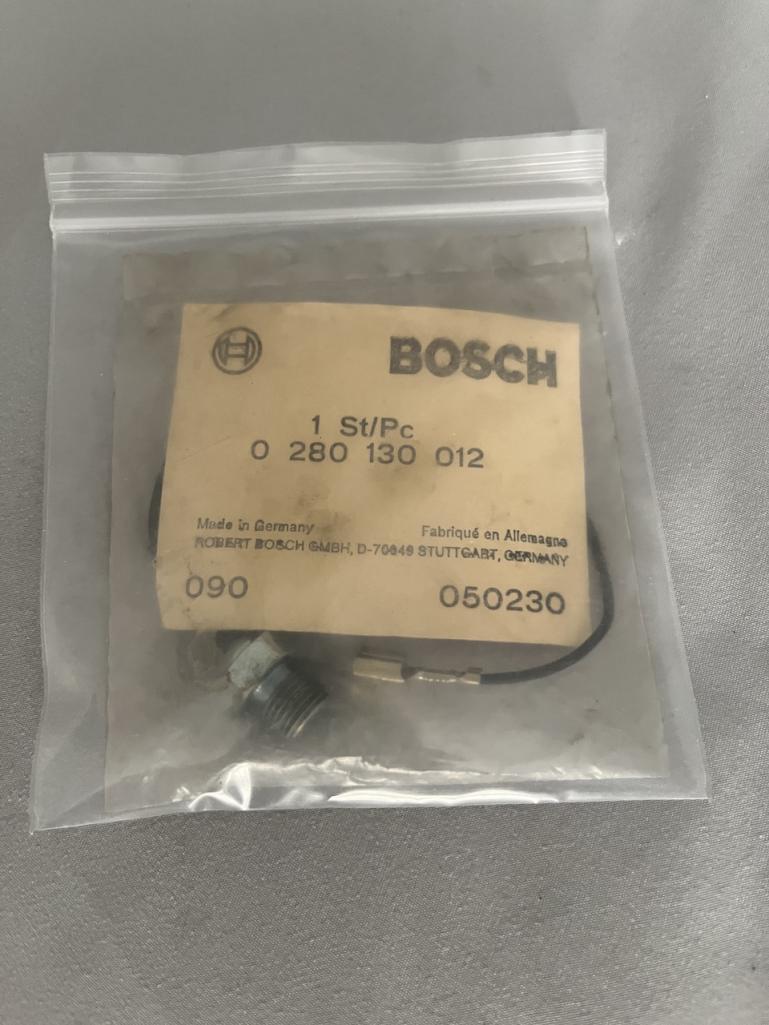 BOSCH
1 St/Pc
0 280 130 012
Made in Germany Fabriqué en Allemagne
ROBERT BOSCH GMBH, D-70049 STUTTGART, GERMANY
090 050230